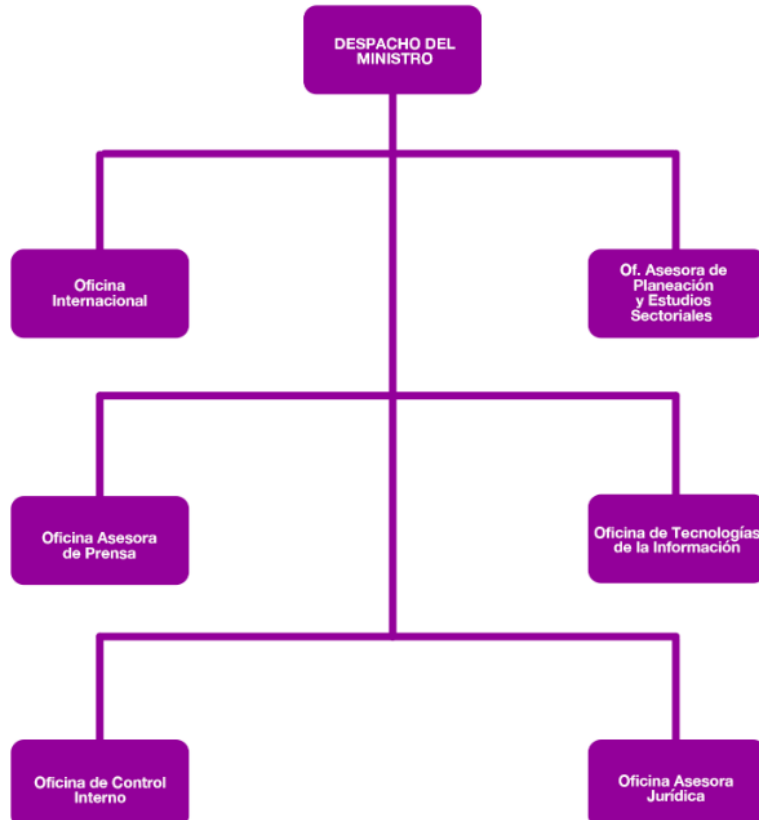 DESPACHO DEL
MINISTRO
Oficina
Internacional
Of. Asesora de
Planeación
y Estudios
Sectoriales
Oficina Asesora
de Prensa
Oficina de Tecnologías
de la Información
Oficina de Control
Interno
Oficina Asesora
Jurídica